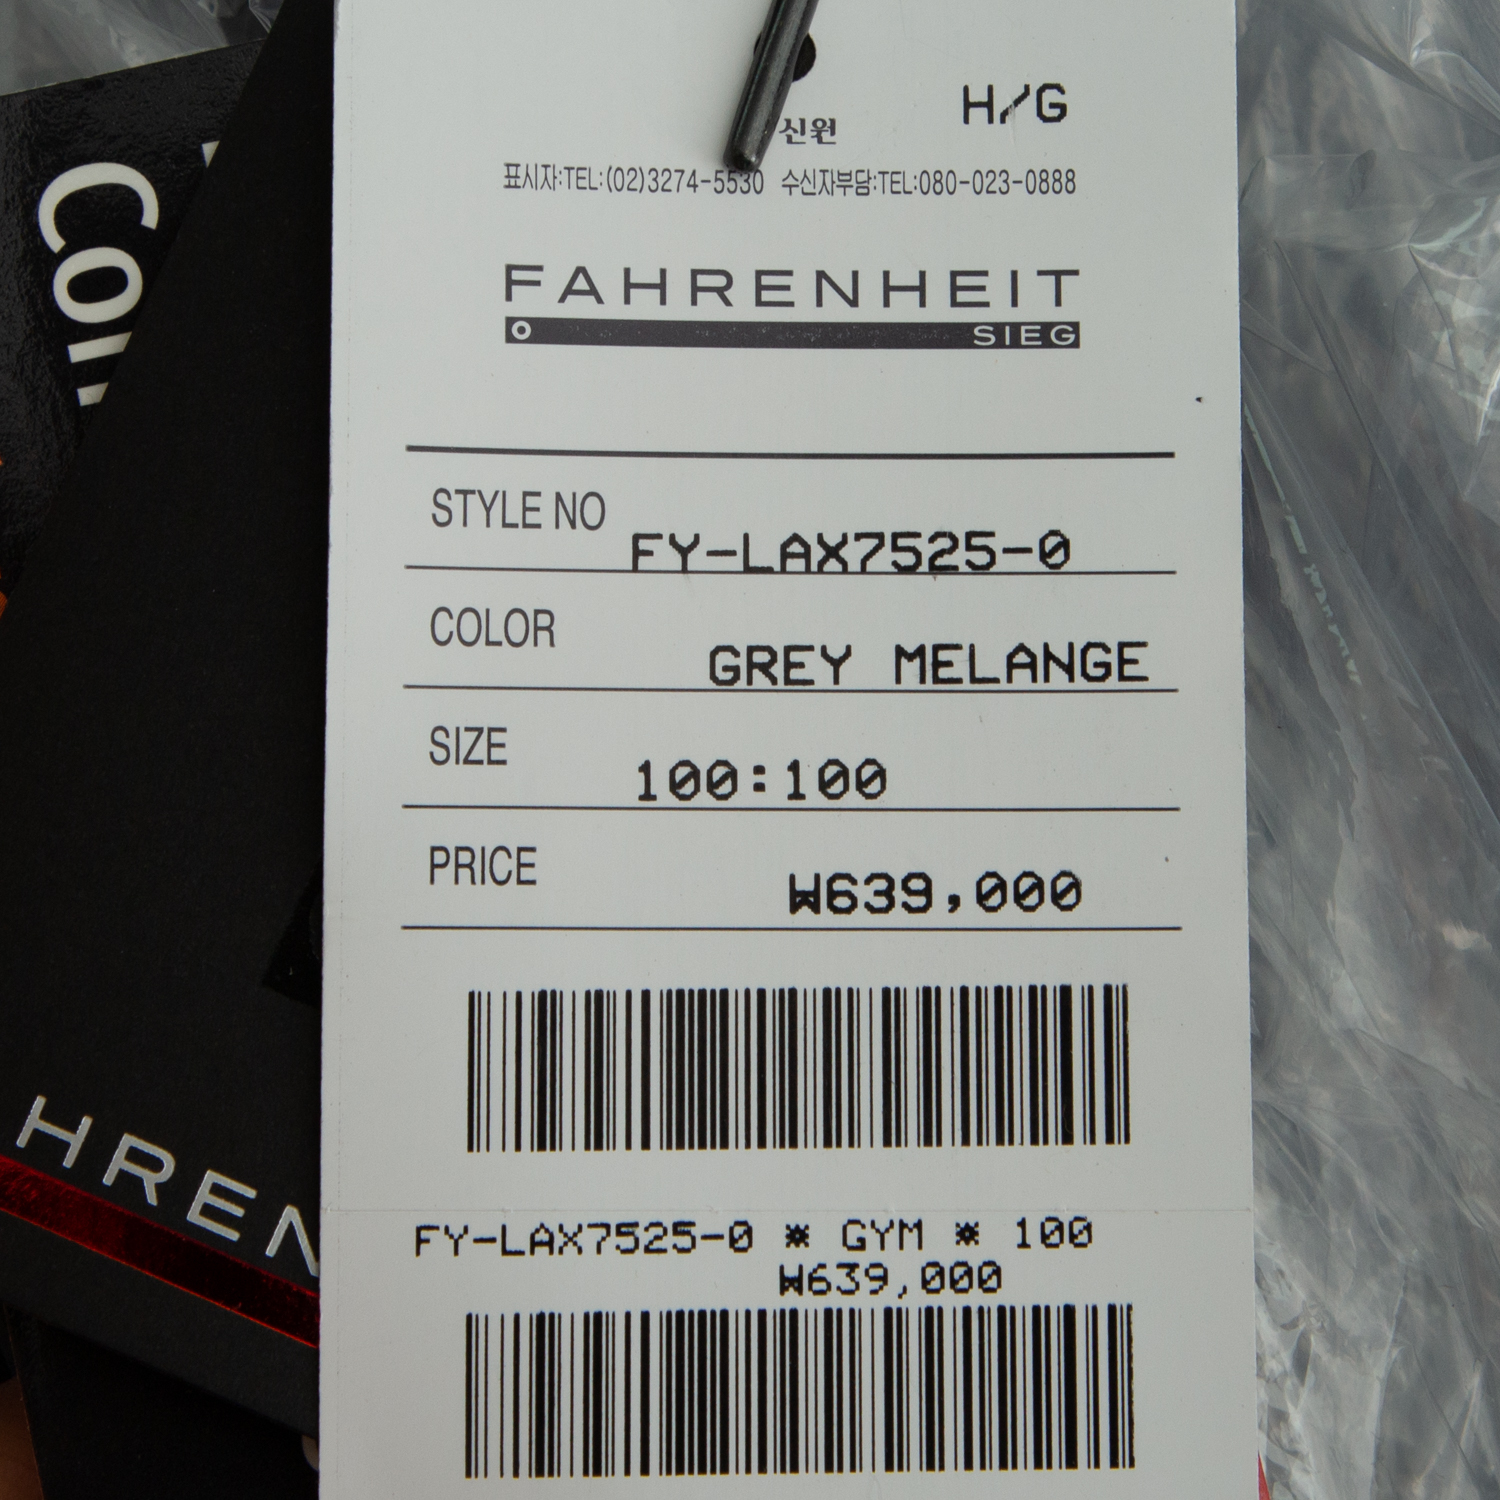 H/G
신원
표시자:TEL:(02)3274-5530 수신자부담:TEL:080-023-0888
FAHRENHEIT
SIEG
STYLE NO FY-LAX7525-0
COLOR GREY MELANGE
SIZE 100:100
PRICE ₩639,000
FY-LAX7525-0 * GYM * 100
₩639,000
HREN